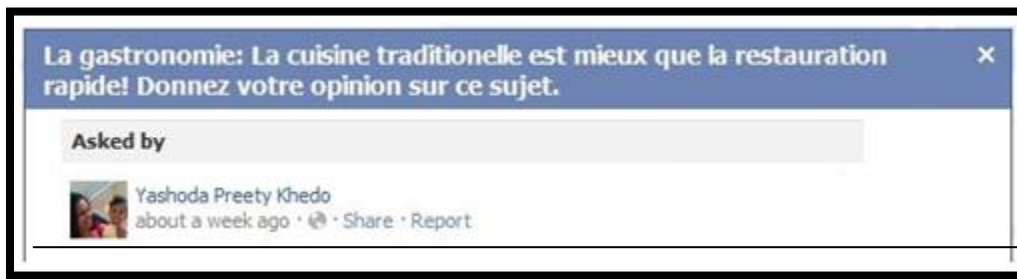 La gastronomie: La cuisine traditionelle est mieux que la restauration
rapide! Donnez votre opinion sur ce sujet.
Asked by
Yashoda Preety Khedo
about a week ago · Share · Report